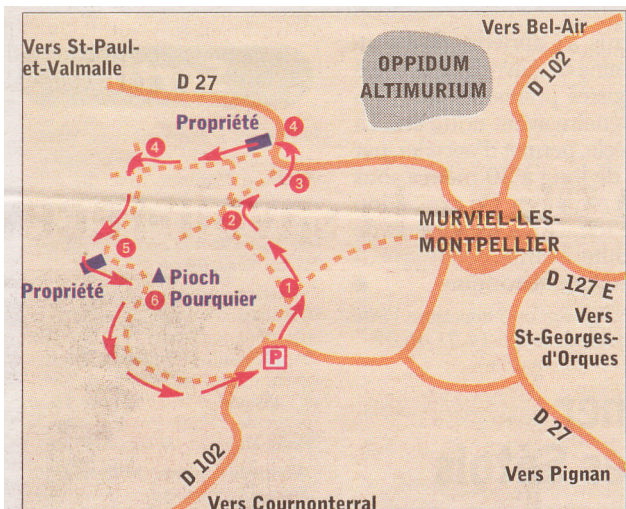 Vers Bel-Air
Vers St-Paul-
et-Valmalle
OPPIDUM
ALTIMURIUM
D 102
D 27
Propriété
4
4
3
2
MURVIEL-LES-
MONTPELLIER
5
Propriété
Pioch
Pourquier
6
1
D 127 E
Vers
St-Georges-
d'Orques
P
D 102
D 27
Vers Pignan
Vers Cournonterral